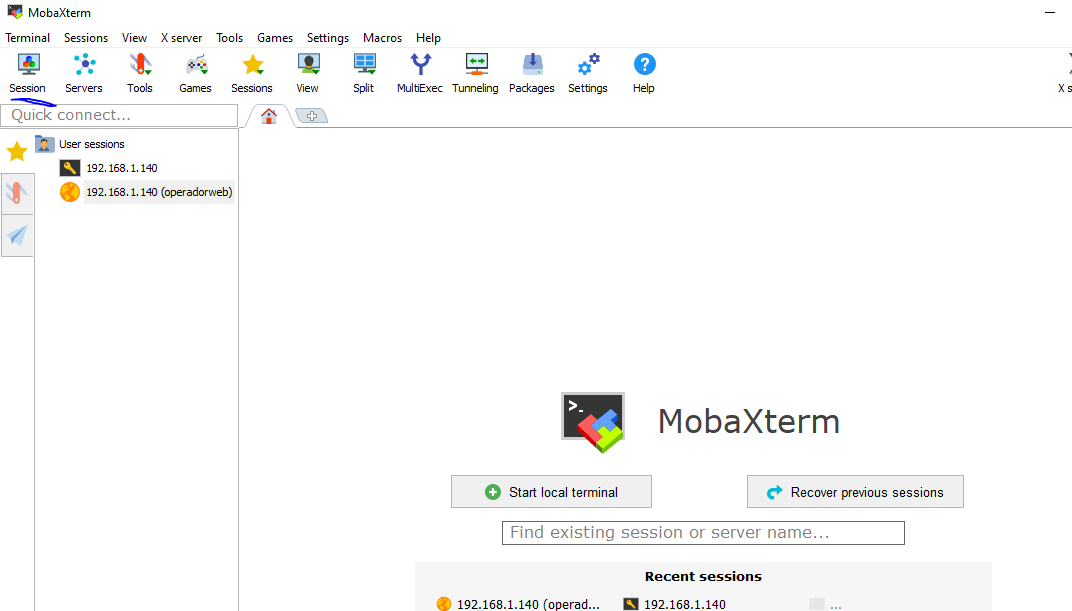 MobaXterm
Terminal Sessions View X server Tools Games Settings Macros Help
Session Servers Tools Games Sessions View Split MultiExec Tunneling Packages Settings Help X s
Quick connect...
User sessions
192.168.1.140
192.168.1.140 (operadorweb)
>_
MobaXterm
Start local terminal Recover previous sessions
Find existing session or server name...
Recent sessions
192.168.1.140 (operad... 192.168.1.140 ...